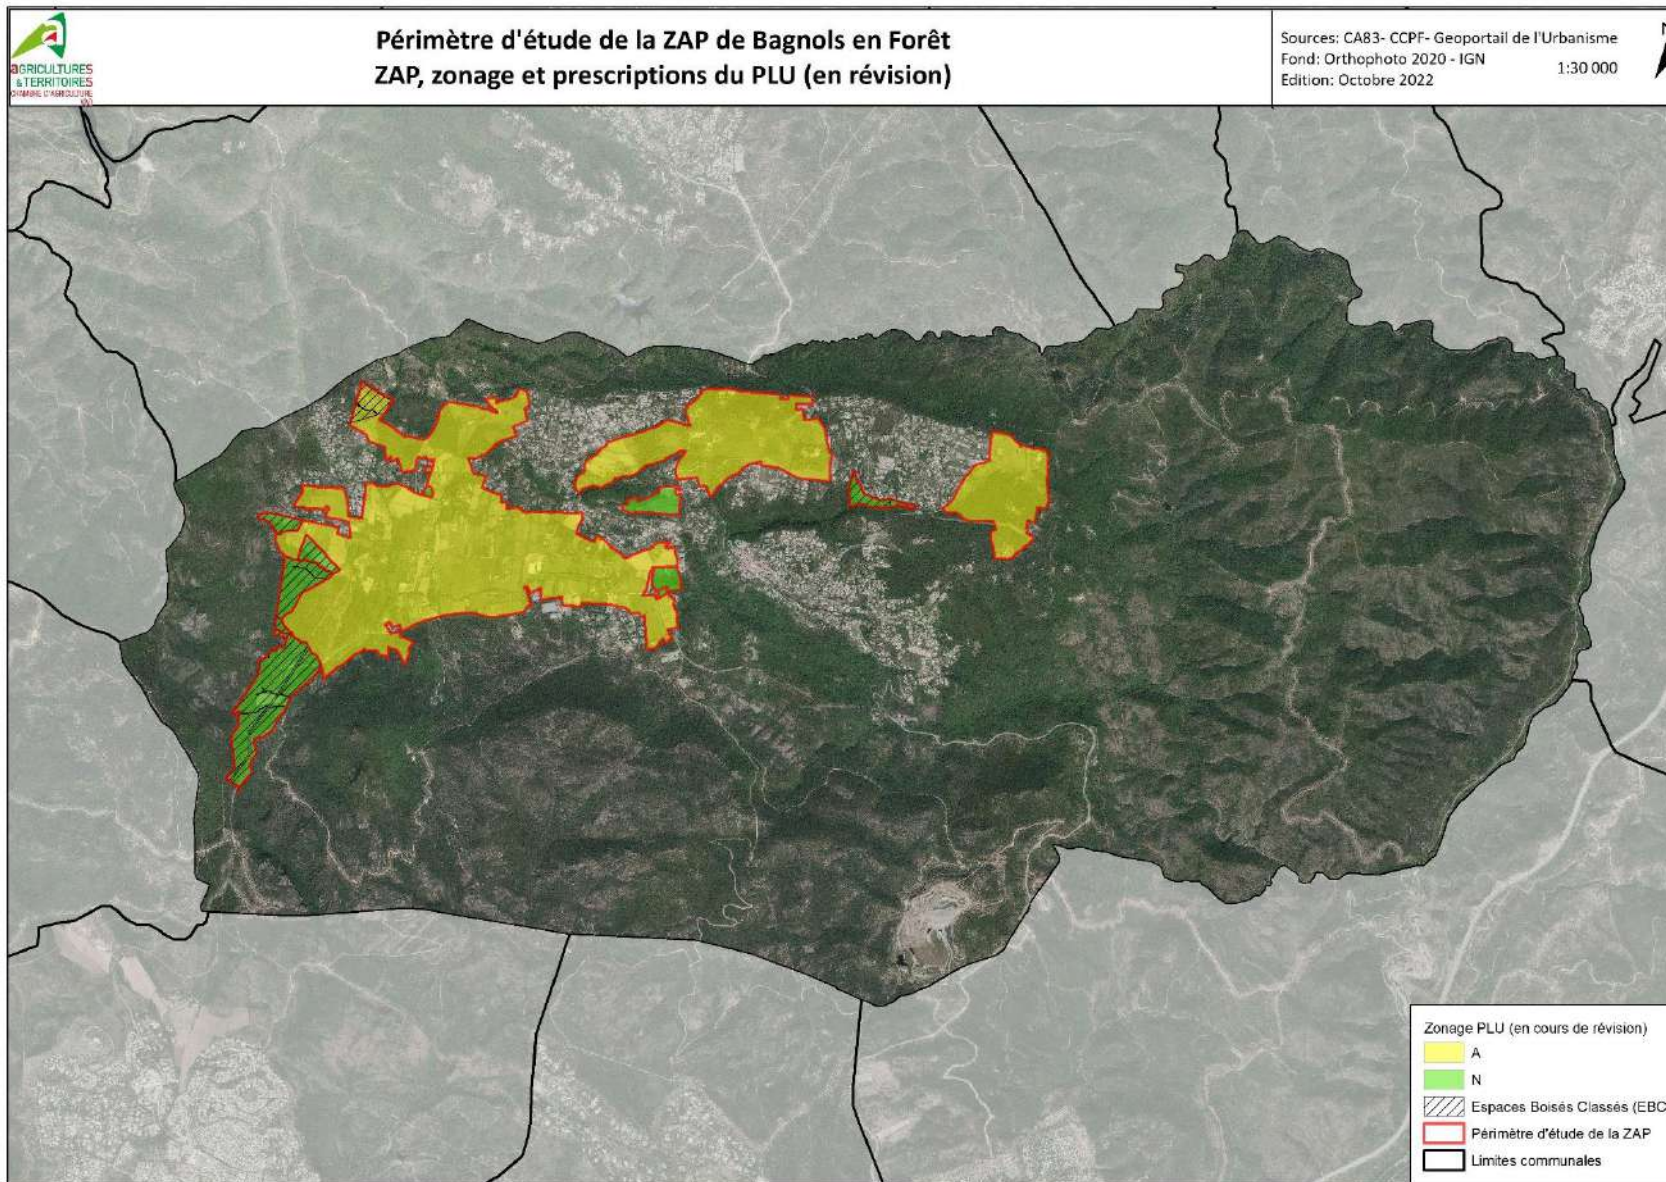 AGRICULTURES
& TERRITOIRES
CHAMBRE D'AGRICULTURE
Périmètre d'étude de la ZAP de Bagnols en Forêt
ZAP, zonage et prescriptions du PLU (en révision)
Sources: CA83- CCPF- Geoportail de l'Urbanisme
Fond: Orthophoto 2020 - IGN
Edition: Octobre 2022
1:30 000
Zonage PLU (en cours de révision)
A
N
Espaces Boisés Classés (EBC
Périmètre d'étude de la ZAP
Limites communales